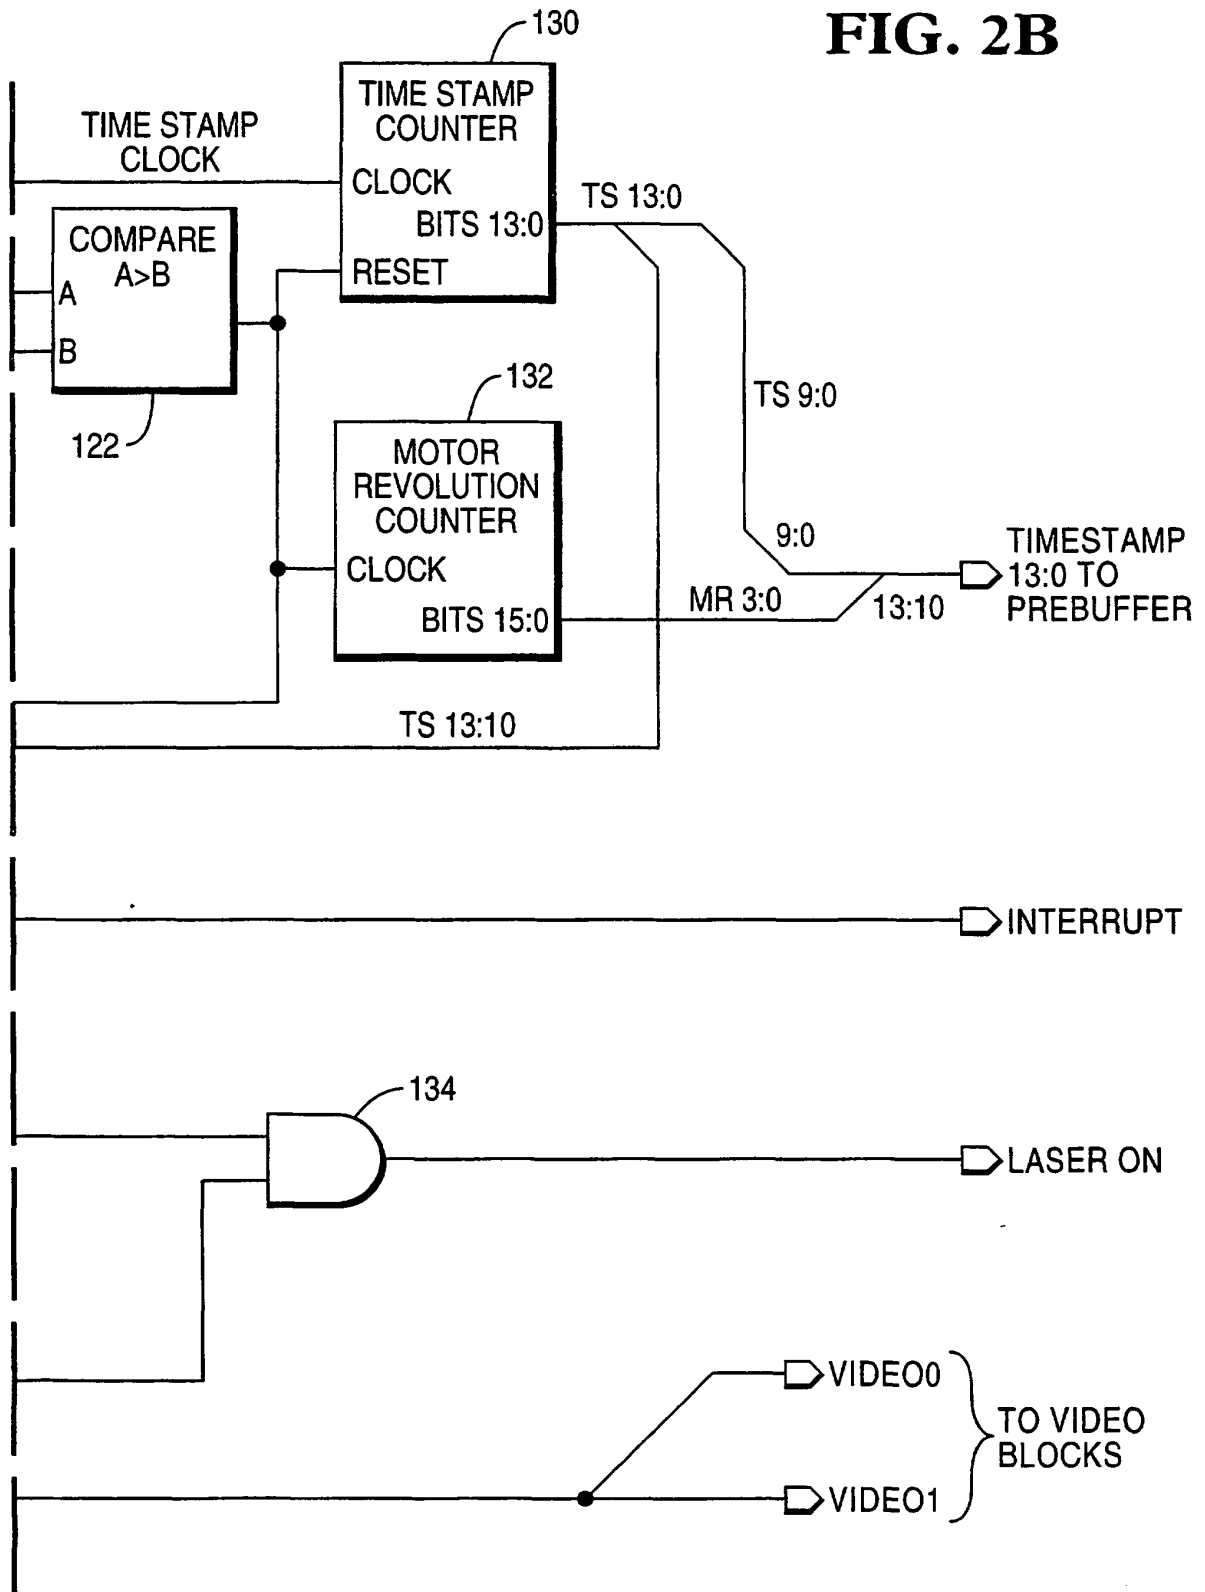 FIG. 2B
130
TIME STAMP
COUNTER
TIME STAMP
CLOCK
CLOCK
BITS 13:0
RESET
TS 13:0
COMPARE
A>B
A
B
122
TS 9:0
132
MOTOR
REVOLUTION
COUNTER
CLOCK
BITS 15:0
9:0
MR 3:0
13:10
TIMESTAMP
13:0 TO
PREBUFFER
TS 13:10
INTERRUPT
134
LASER ON
VIDEO0
VIDEO1
TO VIDEO
BLOCKS